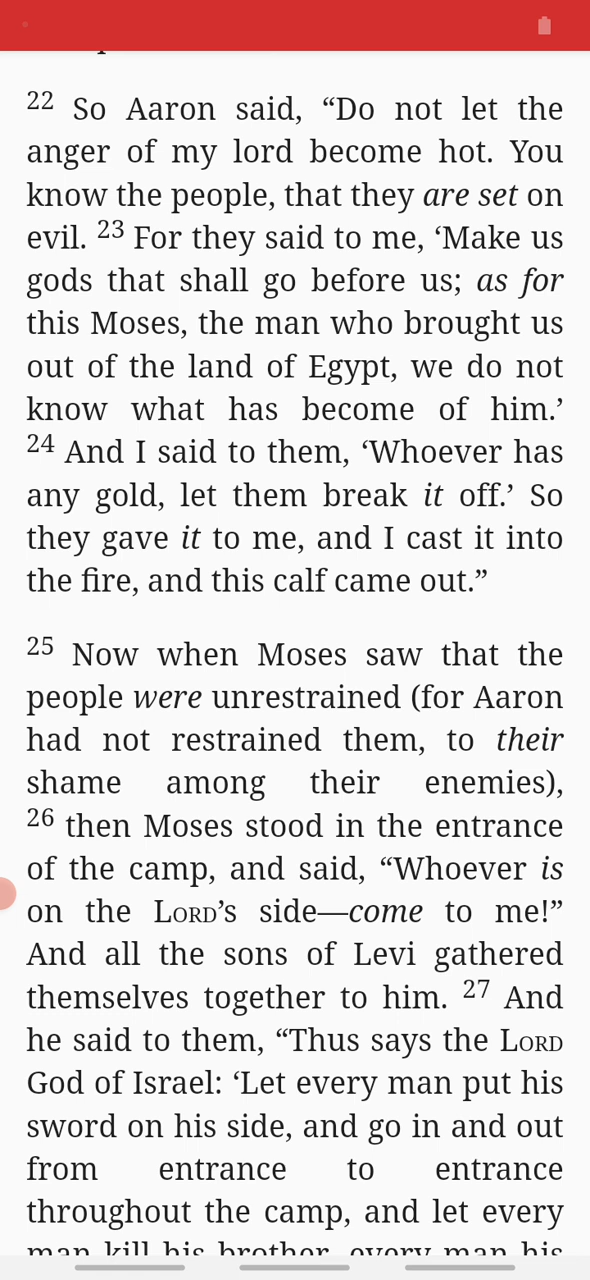 22 So Aaron said, “Do not let the
anger of my lord become hot. You
know the people, that they are set on
evil. 23 For they said to me, ‘Make us
gods that shall go before us; as for
this Moses, the man who brought us
out of the land of Egypt, we do not
know what has become of him.’
24 And I said to them, ‘Whoever has
any gold, let them break it off.’ So
they gave it to me, and I cast it into
the fire, and this calf came out.”
25 Now when Moses saw that the
people were unrestrained (for Aaron
had not restrained them, to their
shame among their enemies),
26 then Moses stood in the entrance
of the camp, and said, “Whoever is
on the LORD’s side—come to me!”
And all the sons of Levi gathered
themselves together to him. 27 And
he said to them, “Thus says the LORD
God of Israel: ‘Let every man put his
sword on his side, and go in and out
from entrance to entrance
throughout the camp, and let every
man kill his brother, every man his